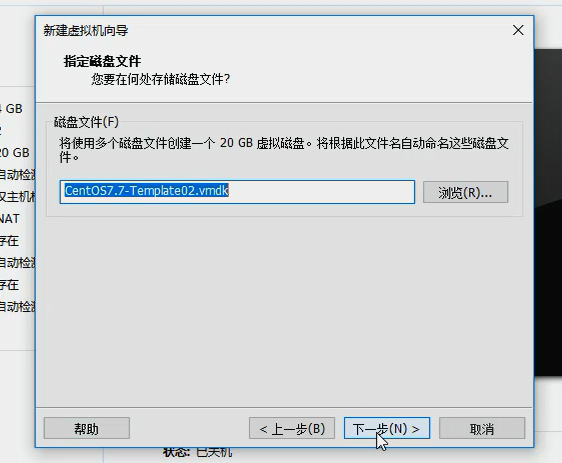 新建虚拟机向导
指定磁盘文件
您要在何处存储磁盘文件?
磁盘文件(F)
将使用多个磁盘文件创建一个 20 GB 虚拟磁盘。将根据此文件名自动命名这些磁盘文
件。
CentOS7.7-Template02.vmdk
浏览(R)...
GB
20 GB
自动检测
仅主机模
NAT
存在
自动检测
存在
自动检测
帮助
< 上一步(B)
下一步(N) >
取消
状态: 已关机